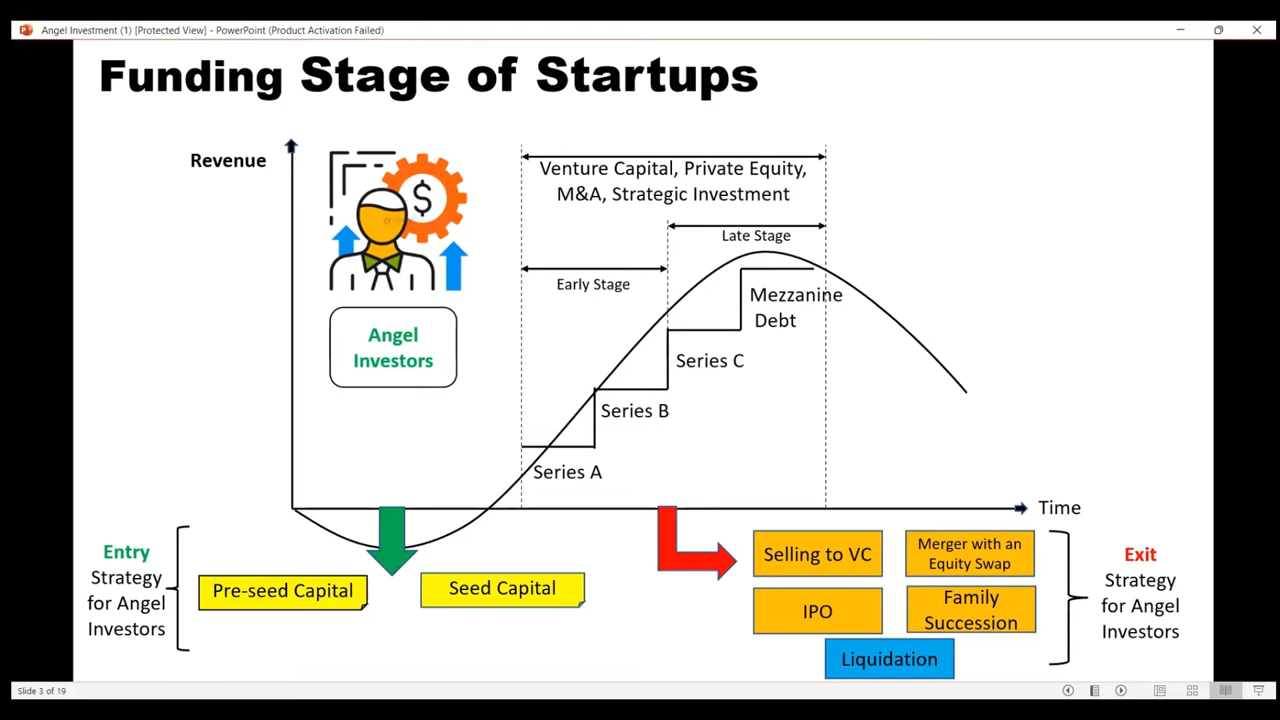 Angel Investment (1) [Protected View] - PowerPoint (Product Activation Failed)
Funding Stage of Startups
Revenue
$
Angel
Investors
Venture Capital, Private Equity,
M&A, Strategic Investment
Late Stage
Early Stage
Mezzanine
Debt
Series C
Series B
Series A
Time
Entry
Strategy
for Angel
Investors
Pre-seed Capital
Seed Capital
Selling to VC
Merger with an
Equity Swap
IPO
Family
Succession
Liquidation
Exit
Strategy
for Angel
Investors
Slide 3 of 19